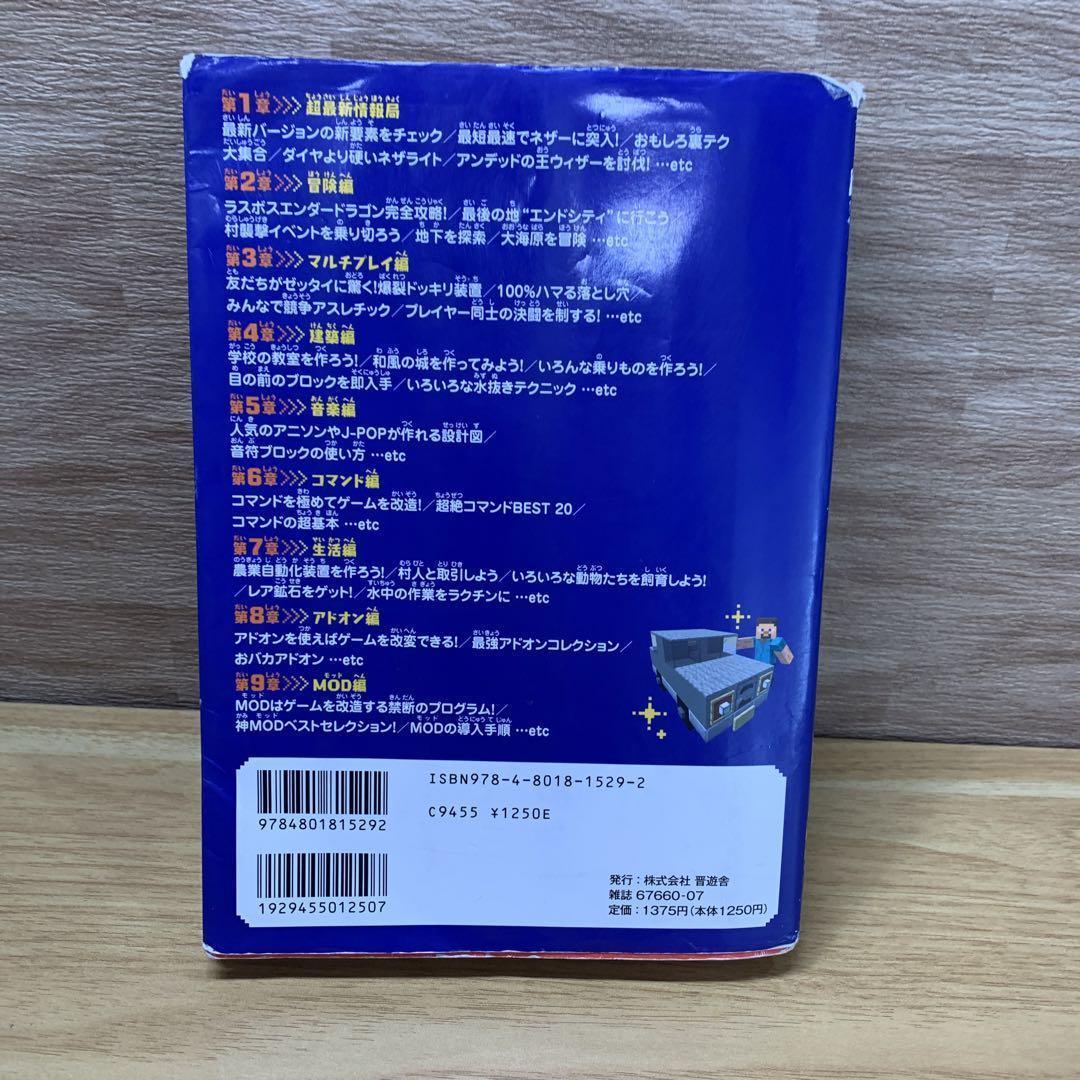 第1章>>>超最新情報局
最新バージョンの新要素をチェック/最短最速でネザーに突入!/おもしろ裏テク
大集合/ダイヤより硬いネザライト/アンデッドの王ウィザーを討伐! …etc
第2章>>>冒険編
ラスボスエンダードラゴン完全攻略!/最後の地“エンドシティ”に行こう
村襲撃イベントを乗り切ろう/地下を探索/大海原を冒険 …etc
第3章>>>マルチプレイ編
友だちがゼッタイに驚く!爆裂ドッキリ装置/100%ハマる落とし穴/
みんなで競争アスレチック/プレイヤー同士の決闘を制する! …etc
第4章>>>建築編
学校の教室を作ろう!/和風の城を作ってみよう!/いろんな乗りものを作ろう!/
目の前のブロックを即入手/いろいろな水抜きテクニック …etc
第5章>>>音楽編
人気のアニソンやJ-POPが作れる設計図/
音符ブロックの使い方 …etc
第6章>>>コマンド編
コマンドを極めてゲームを改造!/超絶コマンドBEST 20/
コマンドの超基本 …etc
第7章>>>生活編
農業自動化装置を作ろう!/村人と取引しよう/いろいろな動物たちを飼育しよう!
/レア鉱石をゲット!/水中の作業をラクチンに …etc
第8章>>>アドオン編
アドオンを使えばゲームを改変できる!/最強アドオンコレクション/
おバカアドオン …etc
第9章>>>MOD編
MODはゲームを改造する禁断のプログラム!/
神MODベストセレクション!/MODの導入手順 …etc
ISBN978-4-8018-1529-2
C9455 ¥1250E
9784801815292
1929455012507
発行:株式会社 晋遊舎
雑誌 67660-07
定価:1375円(本体1250円)